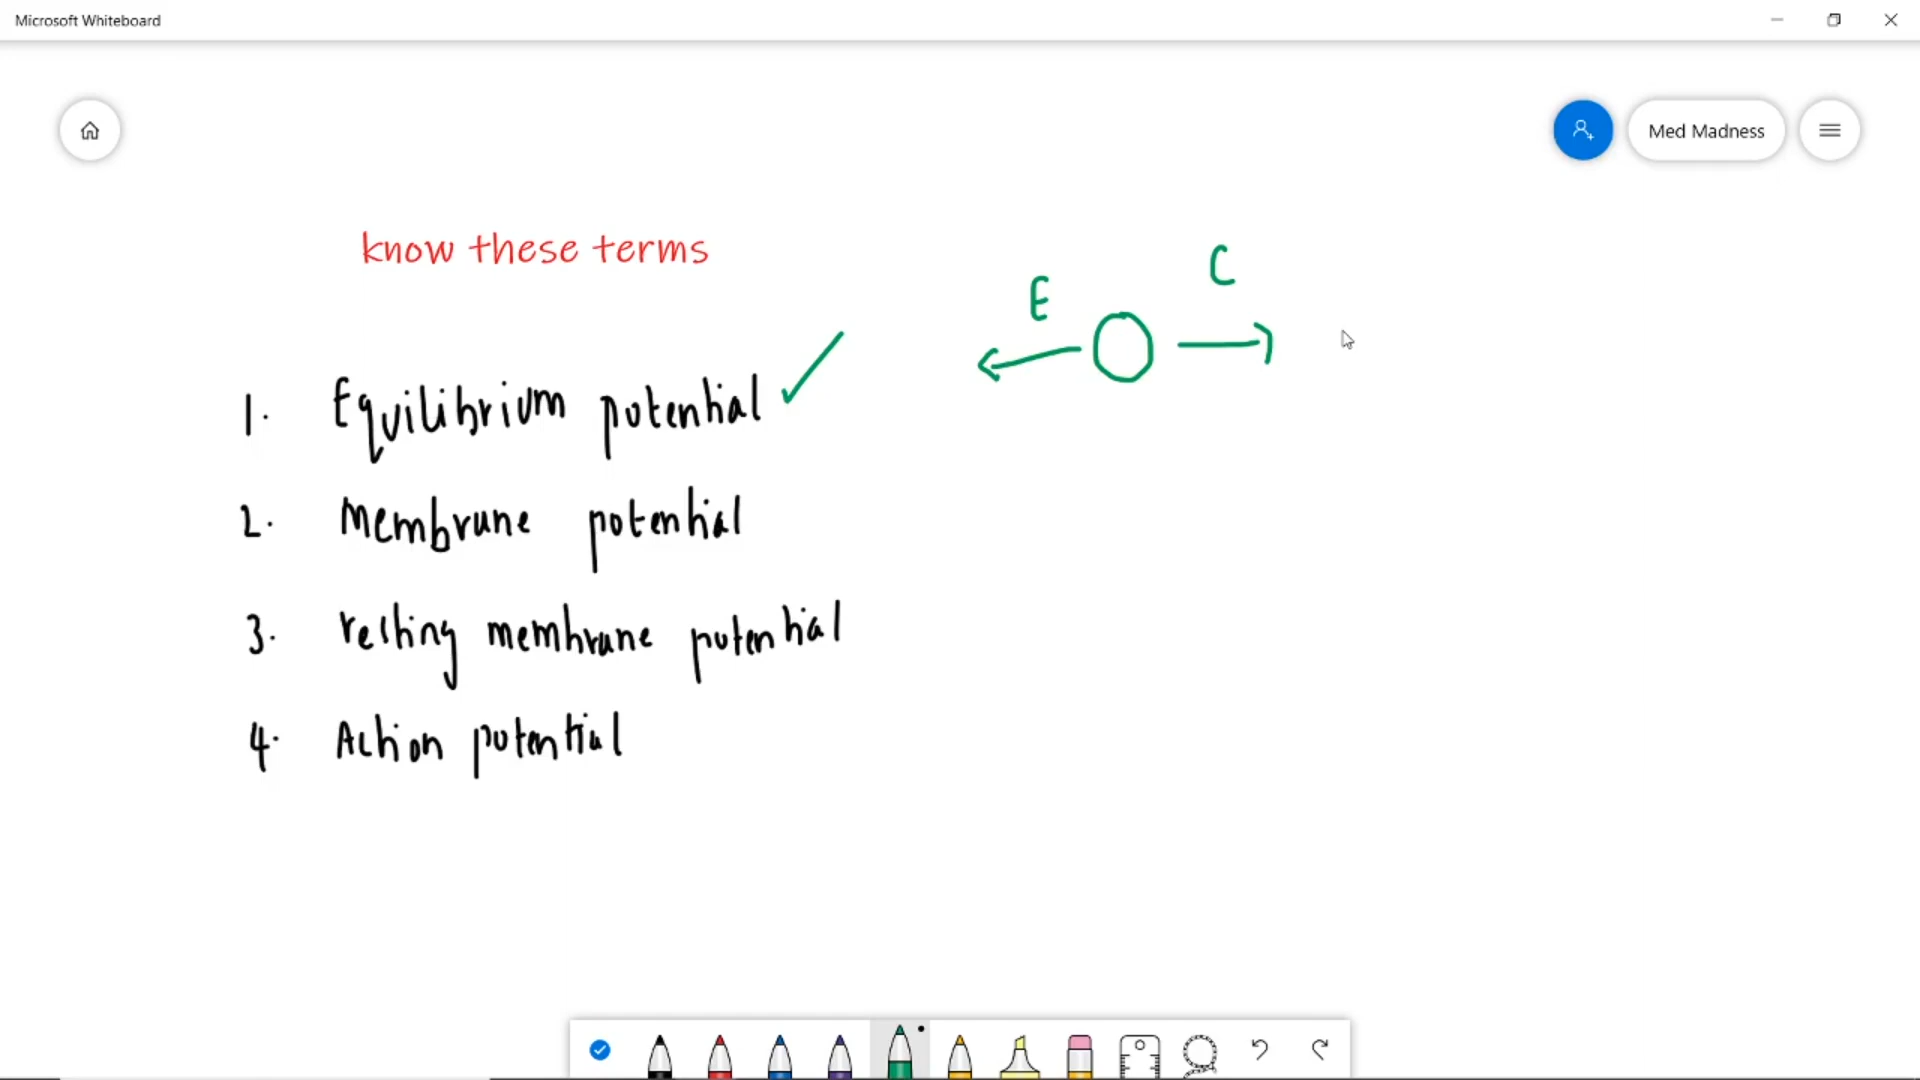 Microsoft Whiteboard
Med Madness
know these terms
E
C
1. Equilibrium potential
2. Membrane potential
3. resting membrane potential
4. Action potential